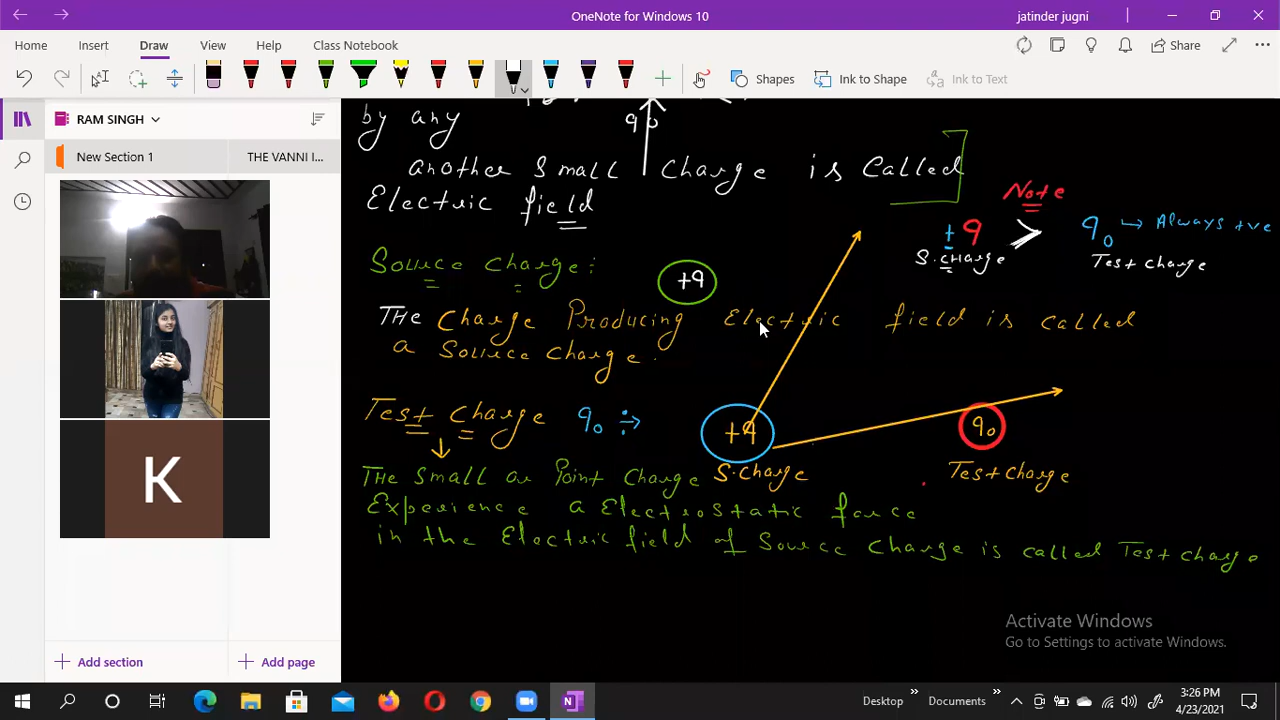 OneNote for Windows 10
jatinder jugni
Home Insert Draw View Help Class Notebook
Share
Shapes Ink to Shape Ink to Text
RAM SINGH
New Section 1 THE VANNI I...
K
Add section Add page
by any
q0
another Small Charge is Called
Electric field
Note
±q > q0 → Always +ve
S.charge Test charge
Source charge:
+q
THe Charge Producing Electric field is called
a Source charge.
Test Charge q0 ÷→
+q
q0
S.charge Test charge
THe Small or Point Charge
Experience a Electrostatic force
in the Electric field of Source charge is called Test charge
Activate Windows
Go to Settings to activate Windows.
Desktop Documents
3:26 PM
4/23/2021